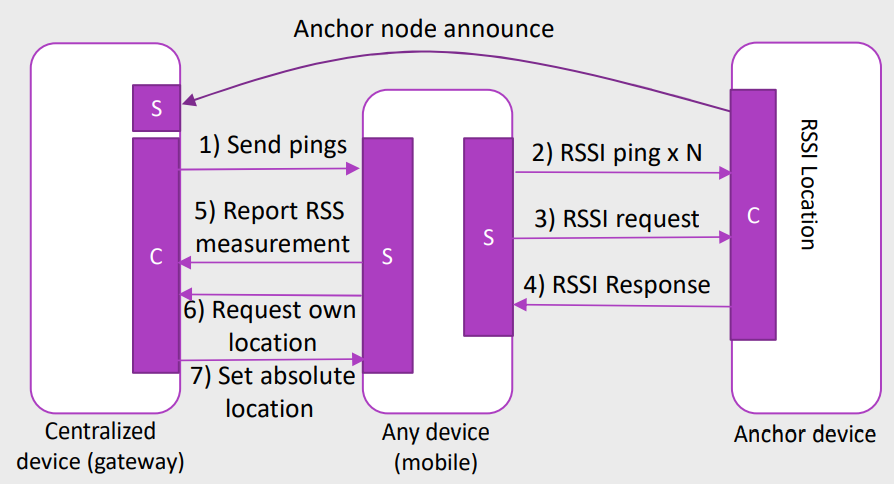 Anchor node announce
S
1) Send pings
2) RSSI ping x N
5) Report RSS
measurement
3) RSSI request
RSSI Location
C
S
S
C
4) RSSI Response
6) Request own
location
7) Set absolute
location
Centralized
device (gateway)
Any device
(mobile)
Anchor device